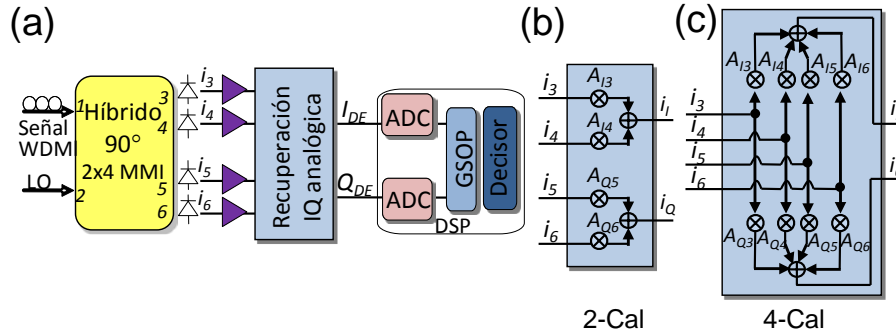 (a)
Señal
WDMI
LO
1
2
Híbrido
90°
2x4 MMI
3
4
5
6
i3
i4
i5
i6
Recuperación
IQ analógica
IDE
QDE
ADC
ADC
GSOP
Decisor
DSP
(b)
i3
i4
i5
i6
AI3
AI4
AQ5
AQ6
iI
iQ
2-Cal
(c)
AI3
AI4
AI5
AI6
i3
i4
i5
i6
AQ3
AQ4
AQ5
AQ6
i
i
4-Cal